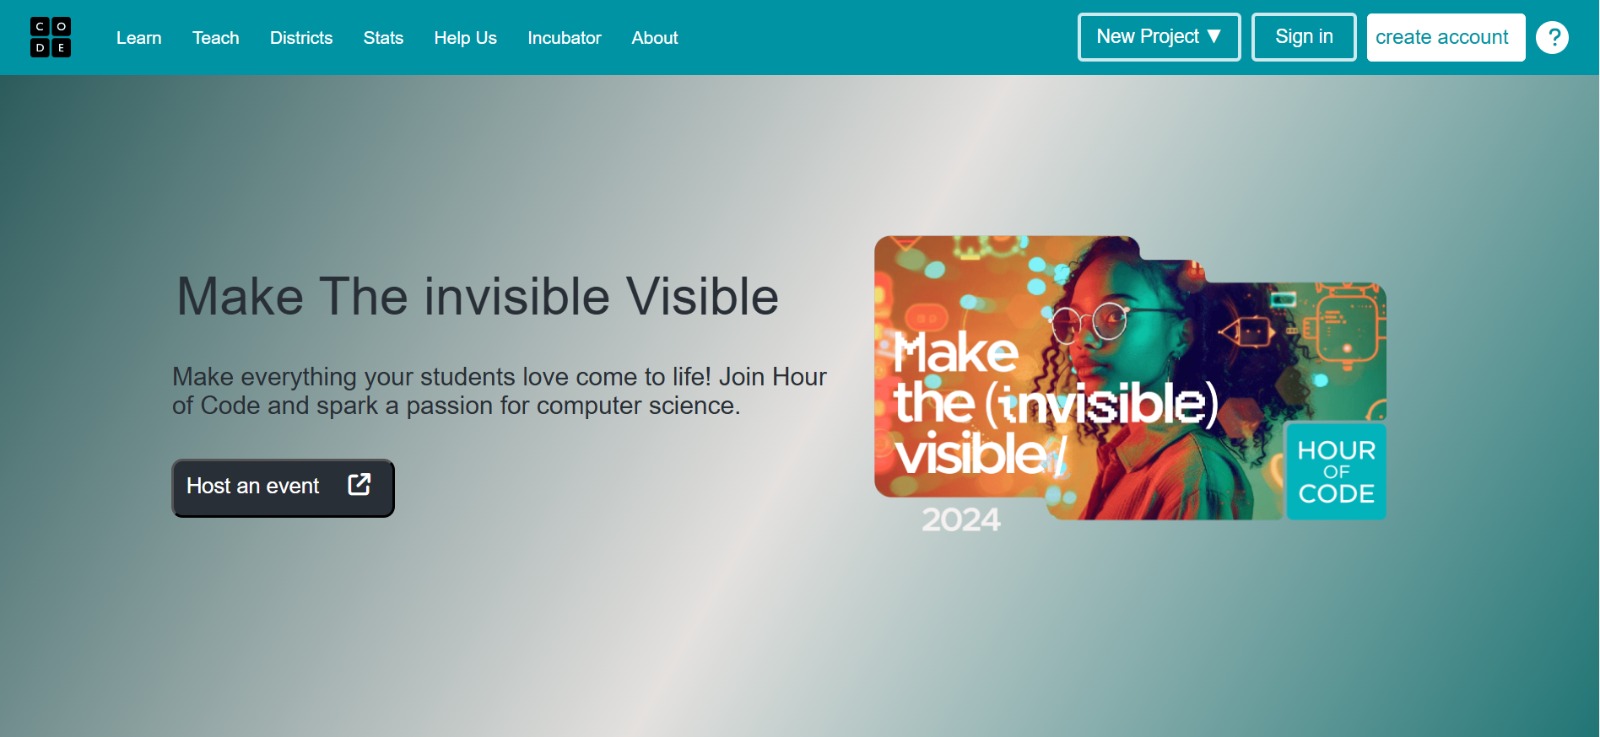 C O
D E
Learn Teach Districts Stats Help Us Incubator About
New Project ▼ Sign in create account ?
Make The invisible Visible
Make everything your students love come to life! Join Hour
of Code and spark a passion for computer science.
Host an event
Make
the (invisible)
visible/
2024
HOUR
OF
CODE